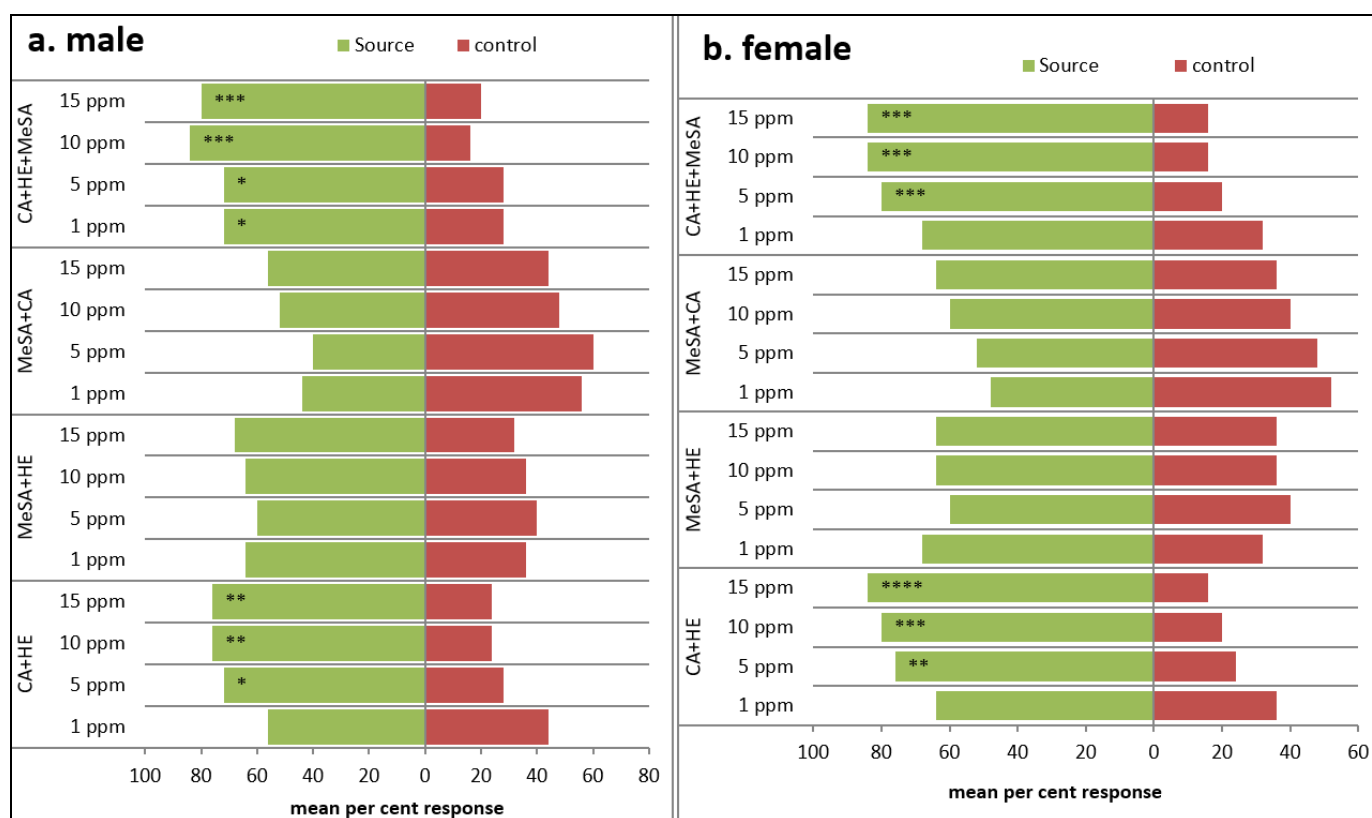 a. male
Source control
CA+HE+MeSA
15 ppm ***
10 ppm ***
5 ppm *
1 ppm *
MeSA+CA
15 ppm
10 ppm
5 ppm
1 ppm
MeSA+HE
15 ppm
10 ppm
5 ppm
1 ppm
CA+HE
15 ppm **
10 ppm **
5 ppm *
1 ppm
100 80 60 40 20 0 20 40 60 80
mean per cent response
b. female
Source control
CA+HE+MeSA
15 ppm ***
10 ppm ***
5 ppm ***
1 ppm
MeSA+CA
15 ppm
10 ppm
5 ppm
1 ppm
MeSA+HE
15 ppm
10 ppm
5 ppm
1 ppm
CA+HE
15 ppm ****
10 ppm ***
5 ppm **
1 ppm
100 80 60 40 20 0 20 40 60
mean per cent response